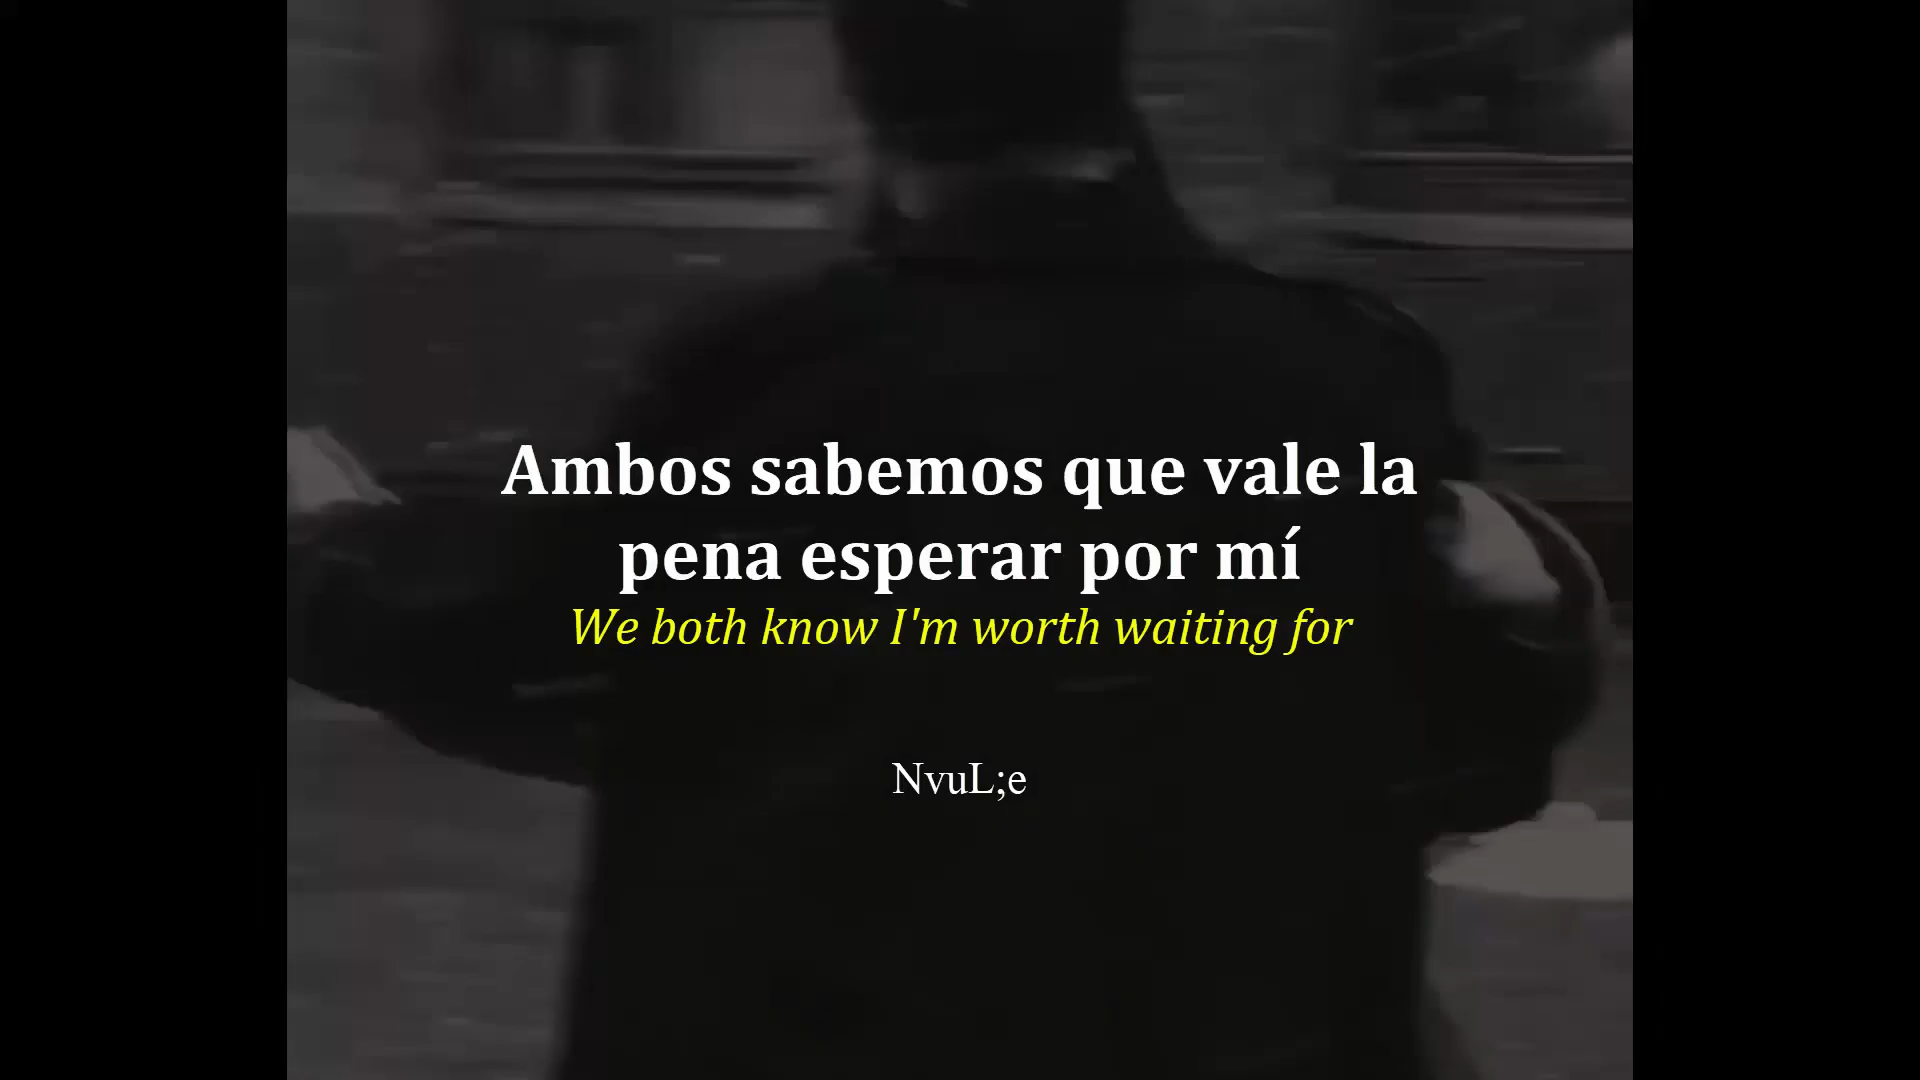 Ambos sabemos que vale la
pena esperar por mí
We both know I'm worth waiting for
NvuL;e